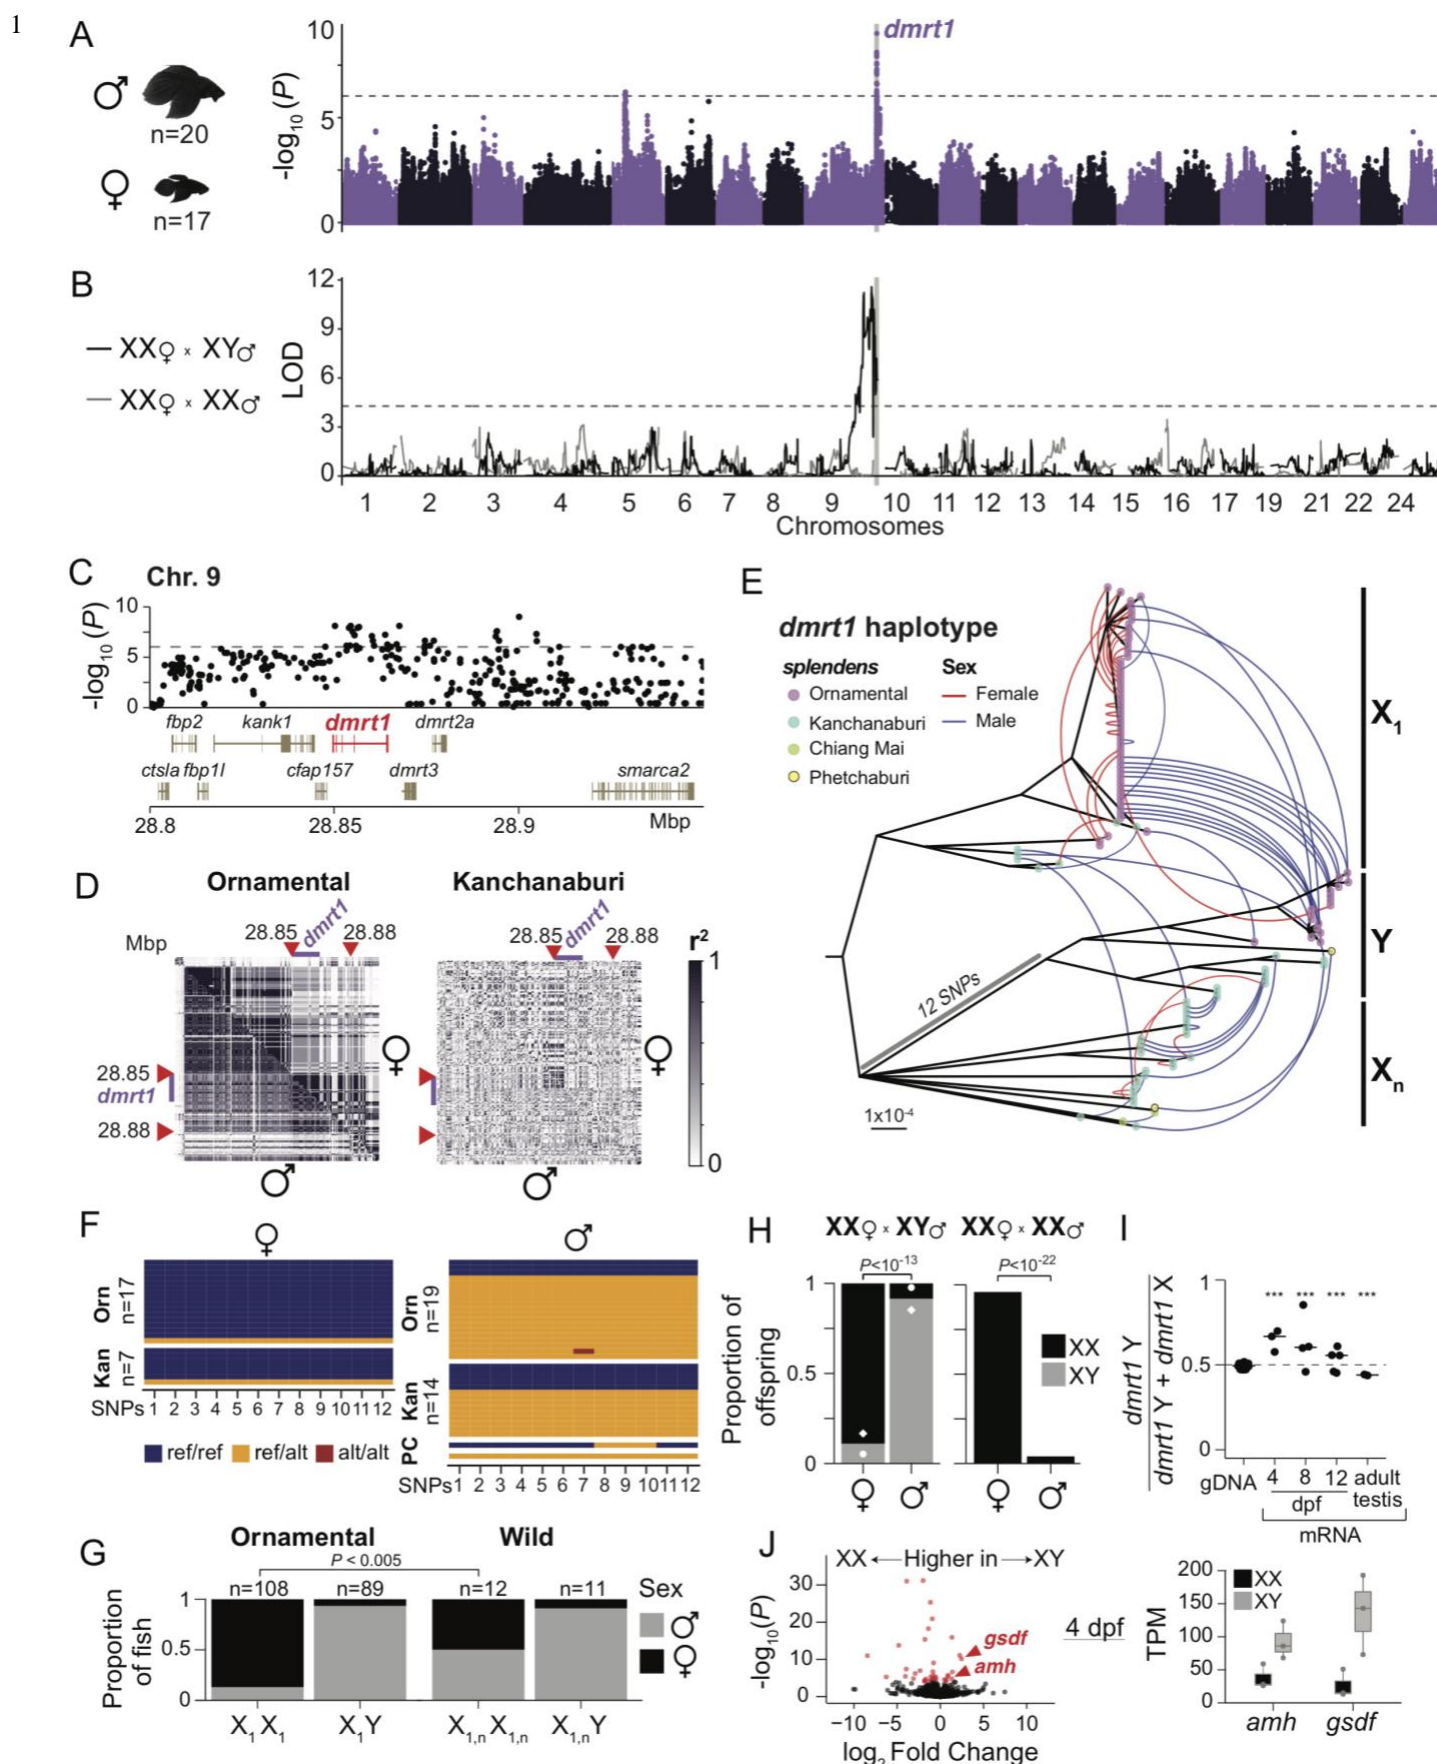 1
A
♂
n=20
♀
n=17
-log10 (P)
10
5
0
dmrt1
B
XX♀ x XY♂
XX♀ x XX♂
LOD
12
9
6
3
0
1 2 3 4 5 6 7 8 9 10 11 12 13 14 15 16 17 19 21 22 24
Chromosomes
C
Chr. 9
-log10 (P)
10
5
0
fbp2 kank1 dmrt1 dmrt2a
ctsla fbp1l cfap157 dmrt3 smarca2
28.8 28.85 28.9 Mbp
D
Ornamental Kanchanaburi
Mbp
28.85 dmrt1 28.88
28.85 dmrt1 28.88
r2
1
0
28.85
dmrt1
28.88
♀
♀
♂
♂
E
dmrt1 haplotype
splendens Sex
Ornamental Female
Kanchanaburi Male
Chiang Mai
Phetchaburi
12 SNPs
1x10-4
X1
Y
Xn
F
♀
♂
Orn
n=17
Kan
n=7
SNPs 1 2 3 4 5 6 7 8 9 10 11 12
Orn
n=19
Kan
n=14
PC
SNPs 1 2 3 4 5 6 7 8 9 10 11 12
ref/ref ref/alt alt/alt
G
Ornamental Wild
P < 0.005
n=108 n=89 n=12 n=11
Sex
♂
♀
Proportion
of fish
1
0.5
0
X1X1 X1Y X1,nX1,n X1,nY
H
XX♀ x XY♂ XX♀ x XX♂
P<10-13 P<10-22
Proportion of
offspring
1
0.5
0
XX
XY
♀ ♂ ♀ ♂
I
dmrt1 Y
dmrt1 Y + dmrt1 X
1
0.5
0
*** *** *** ***
gDNA 4 8 12 adult
dpf testis
mRNA
J
XX Higher in XY
-log10(P)
30
20
10
0
gsdf
amh
4 dpf
−10 −5 0 5 10
log2 Fold Change
TPM
200
150
100
50
0
XX
XY
amh gsdf